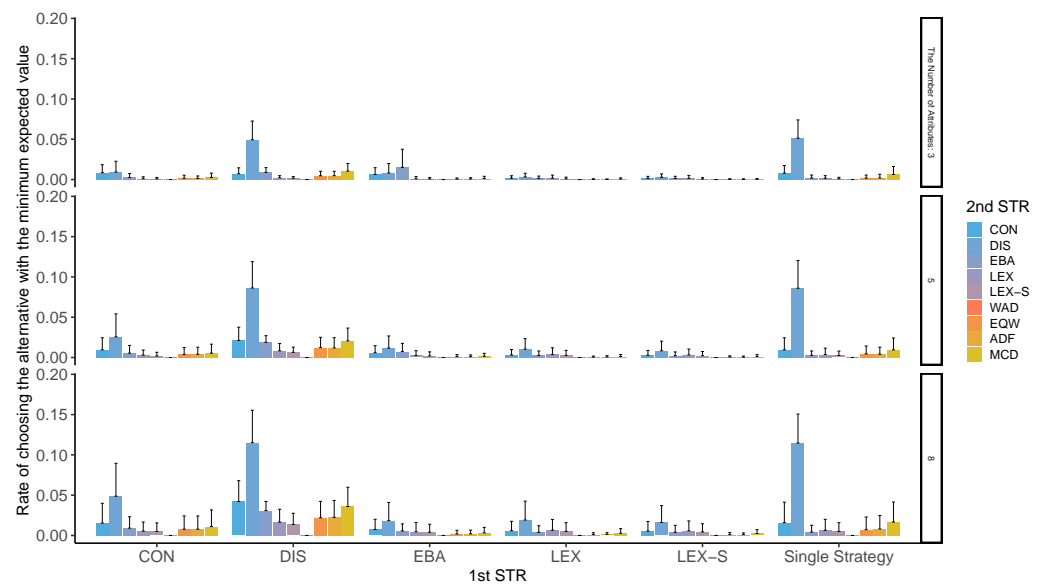 Rate of choosing the alternative with the minimum expected value
0.20
0.15
0.10
0.05
0.00
The Number of Attributes: 3
0.20
0.15
0.10
0.05
0.00
5
0.20
0.15
0.10
0.05
0.00
8
CON DIS EBA LEX LEX−S Single Strategy
1st STR
2nd STR
CON
DIS
EBA
LEX
LEX−S
WAD
EQW
ADF
MCD